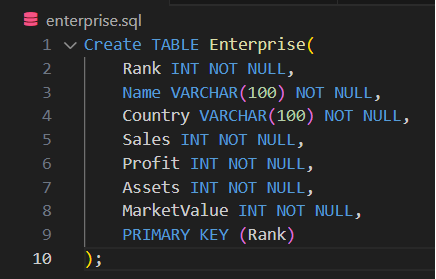 enterprise.sql
1 Create TABLE Enterprise(
2 Rank INT NOT NULL,
3 Name VARCHAR(100) NOT NULL,
4 Country VARCHAR(100) NOT NULL,
5 Sales INT NOT NULL,
6 Profit INT NOT NULL,
7 Assets INT NOT NULL,
8 MarketValue INT NOT NULL,
9 PRIMARY KEY (Rank)
10 );